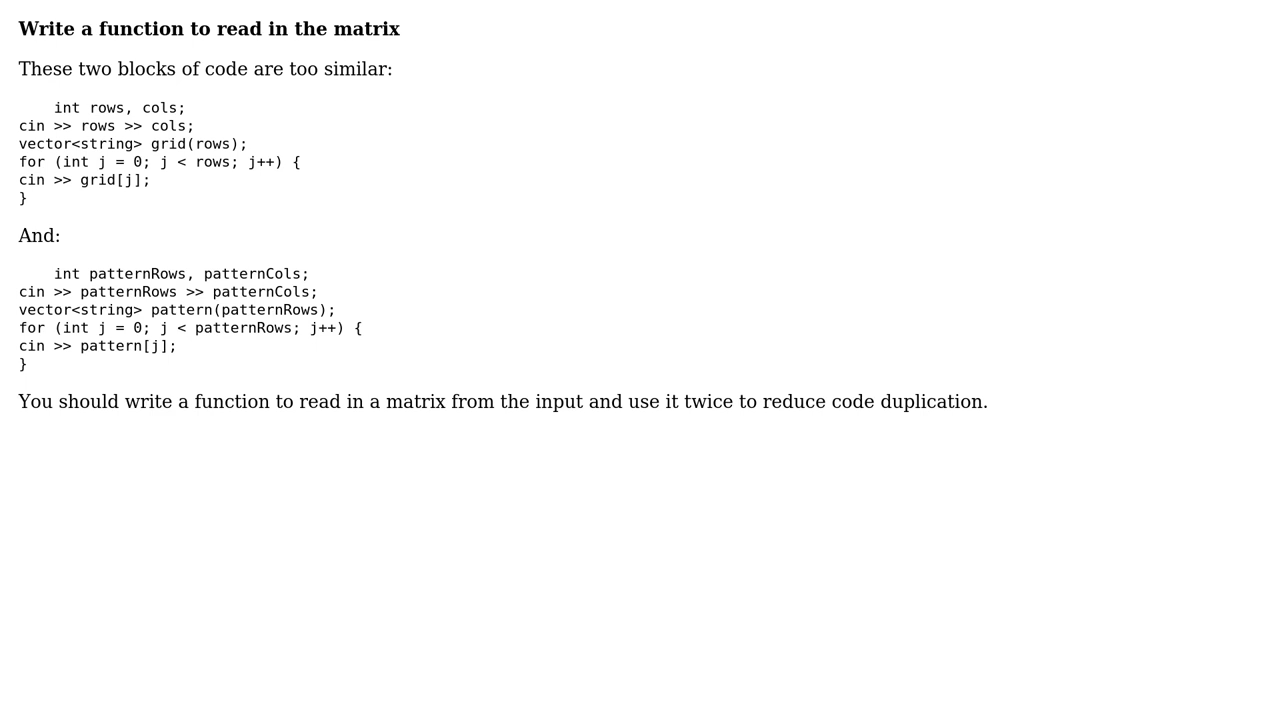 Write a function to read in the matrix
These two blocks of code are too similar:
    int rows, cols;
cin >> rows >> cols;
vector<string> grid(rows);
for (int j = 0; j < rows; j++) {
cin >> grid[j];
}
And:
    int patternRows, patternCols;
cin >> patternRows >> patternCols;
vector<string> pattern(patternRows);
for (int j = 0; j < patternRows; j++) {
cin >> pattern[j];
}
You should write a function to read in a matrix from the input and use it twice to reduce code duplication.